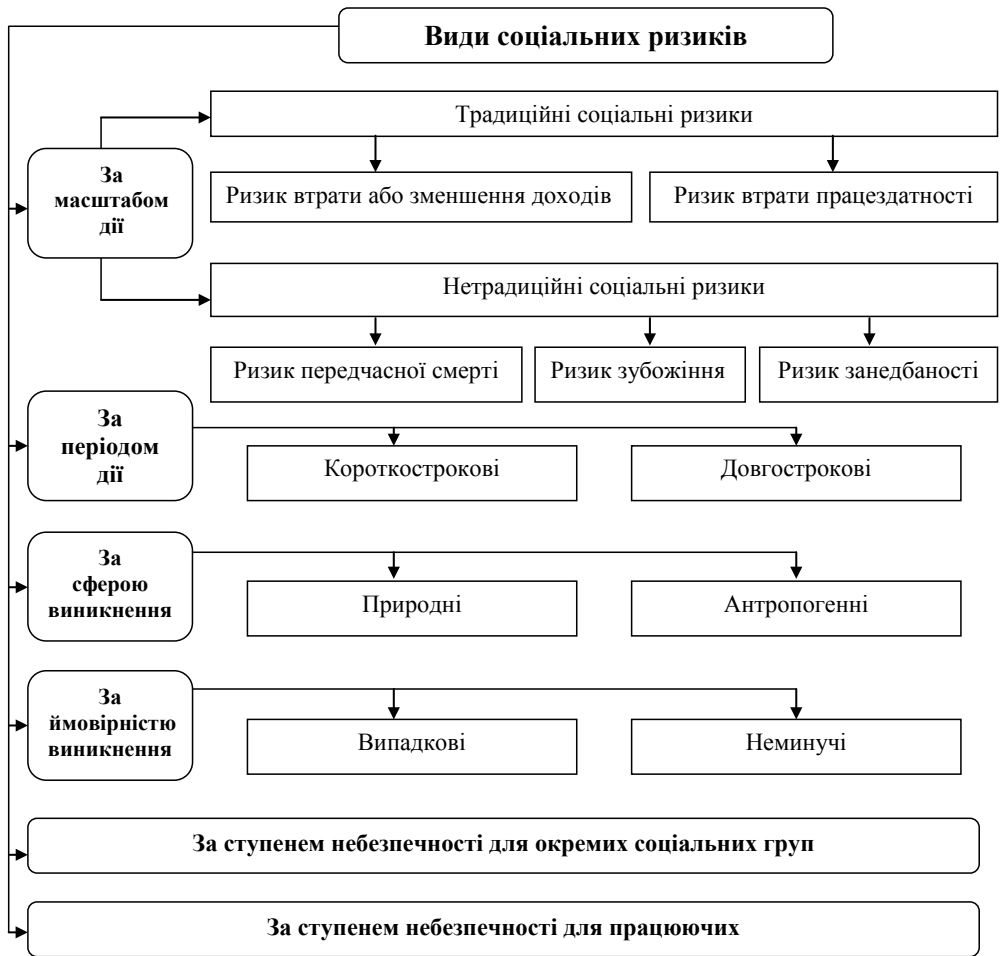 Види соціальних ризиків
Традиційні соціальні ризики
За
масштабом
дії
Ризик втрати або зменшення доходів
Ризик втрати працездатності
Нетрадиційні соціальні ризики
Ризик передчасної смерті
Ризик зубожіння
Ризик занедбаності
За
періодом
дії
Короткострокові
Довгострокові
За
сферою
виникнення
Природні
Антропогенні
За
ймовірністю
виникнення
Випадкові
Неминучі
За ступенем небезпечності для окремих соціальних груп
За ступенем небезпечності для працюючих